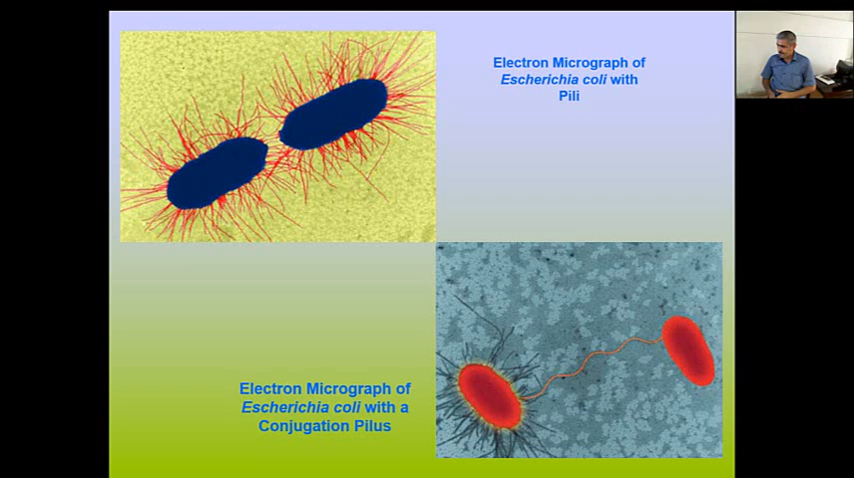 Electron Micrograph of
Escherichia coli with
Pili
Electron Micrograph of
Escherichia coli with a
Conjugation Pilus